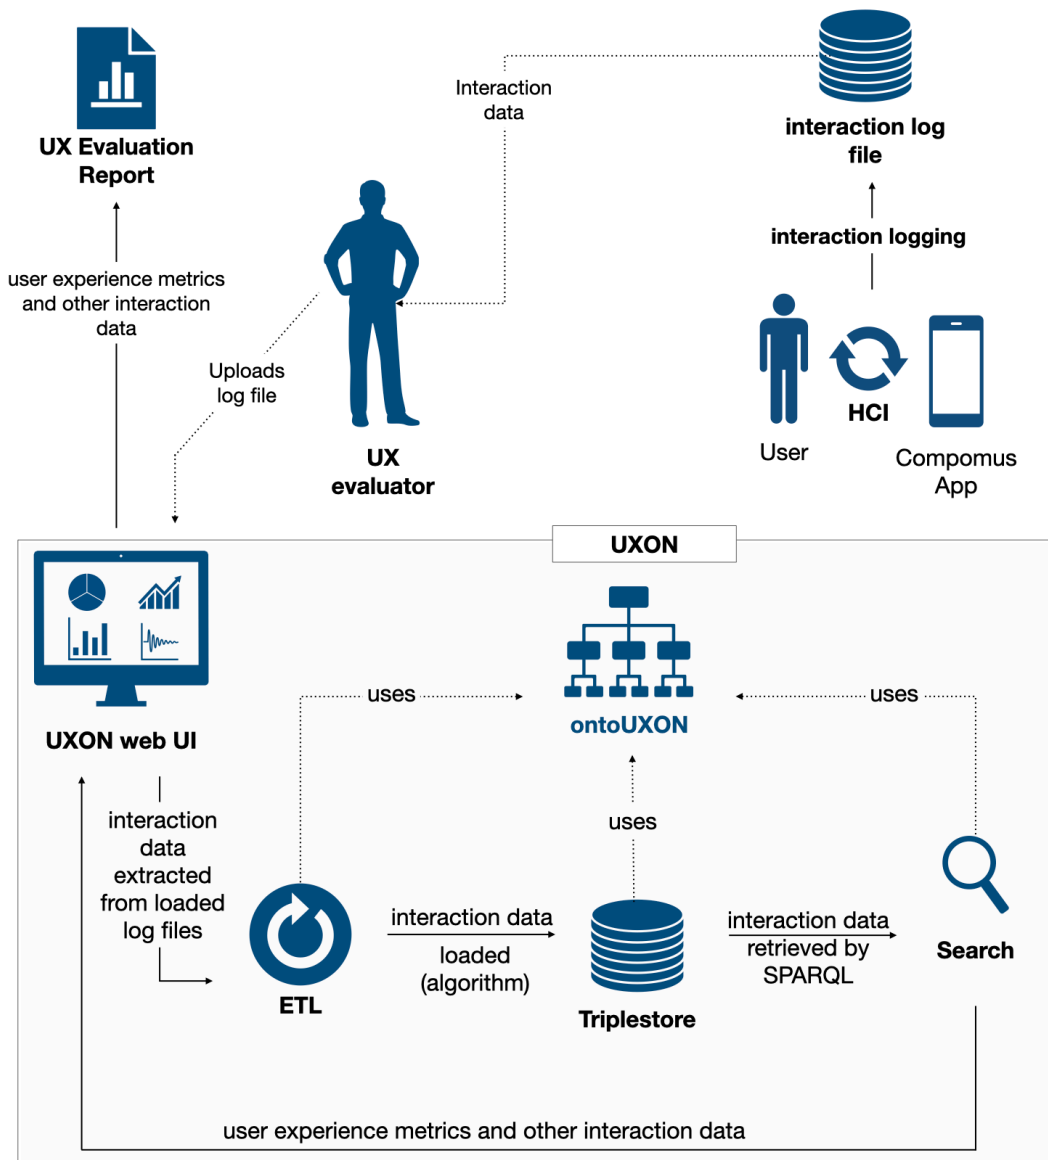 UX Evaluation
Report
Interaction
data
interaction log
file
interaction logging
user experience metrics
and other interaction
data
Uploads
log file
UX
evaluator
HCI
User
Compomus
App
UXON
uses
uses
ontoUXON
UXON web UI
uses
interaction
data
extracted
from loaded
log files
ETL
interaction data
loaded
(algorithm)
Triplestore
interaction data
retrieved by
SPARQL
Search
user experience metrics and other interaction data